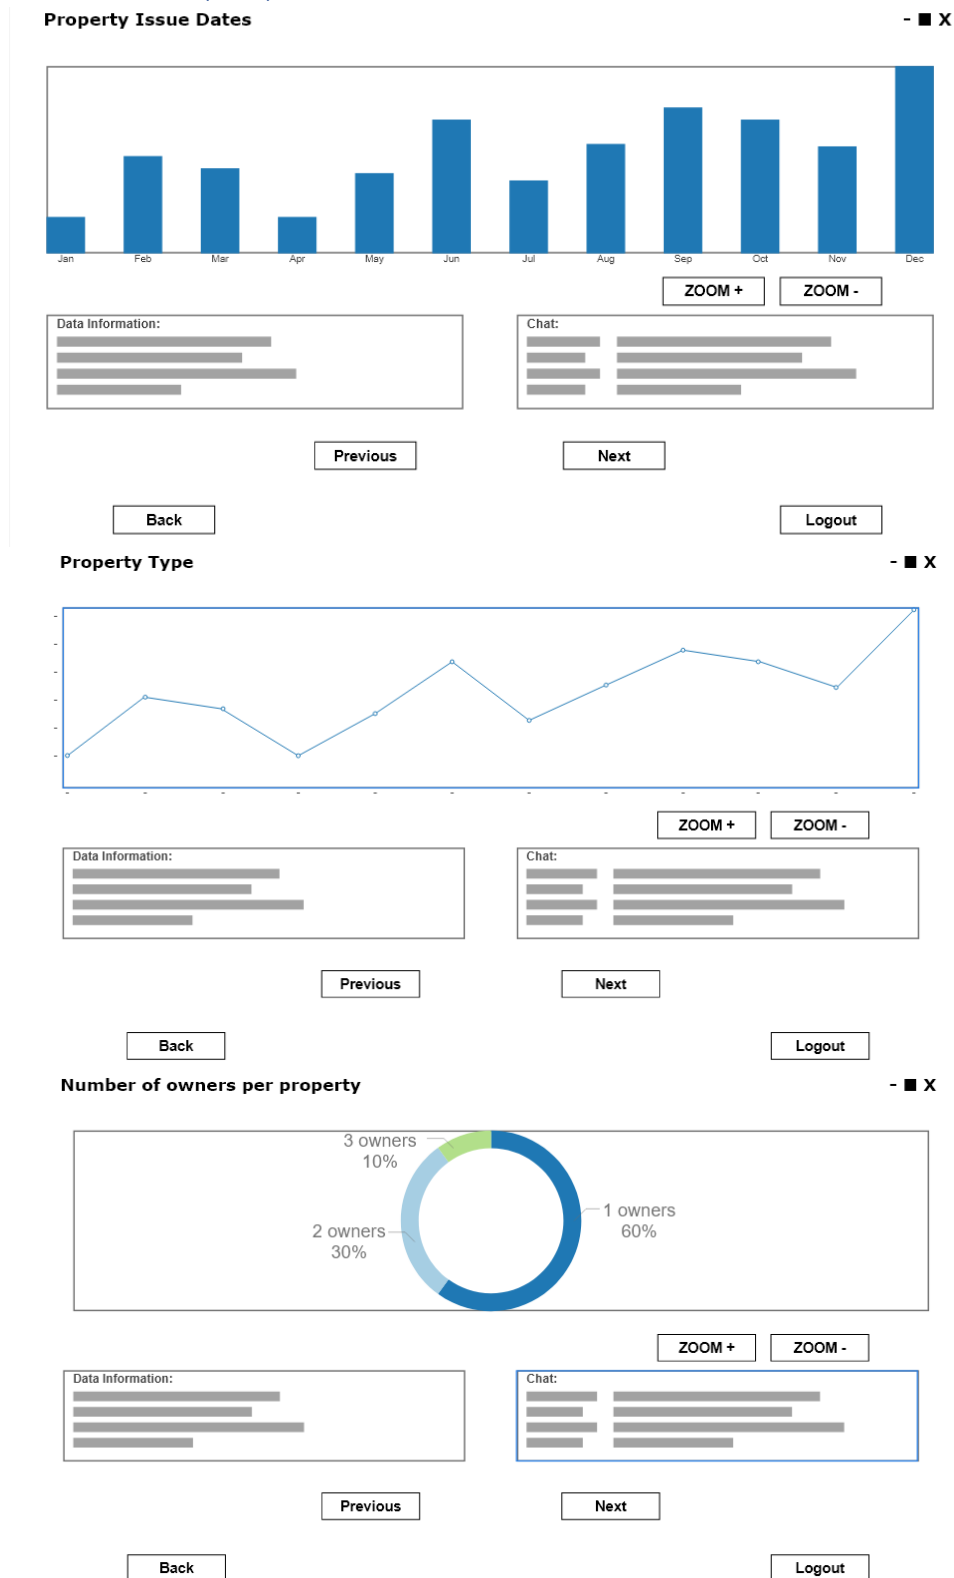 Property Issue Dates
- ■ X
Jan Feb Mar Apr May Jun Jul Aug Sep Oct Nov Dec
ZOOM + ZOOM -
Data Information: Chat:
Previous Next
Back Logout
Property Type
- ■ X
ZOOM + ZOOM -
Data Information: Chat:
Previous Next
Back Logout
Number of owners per property
- ■ X
3 owners
10%
1 owners
60%
2 owners
30%
ZOOM + ZOOM -
Data Information: Chat:
Previous Next
Back Logout